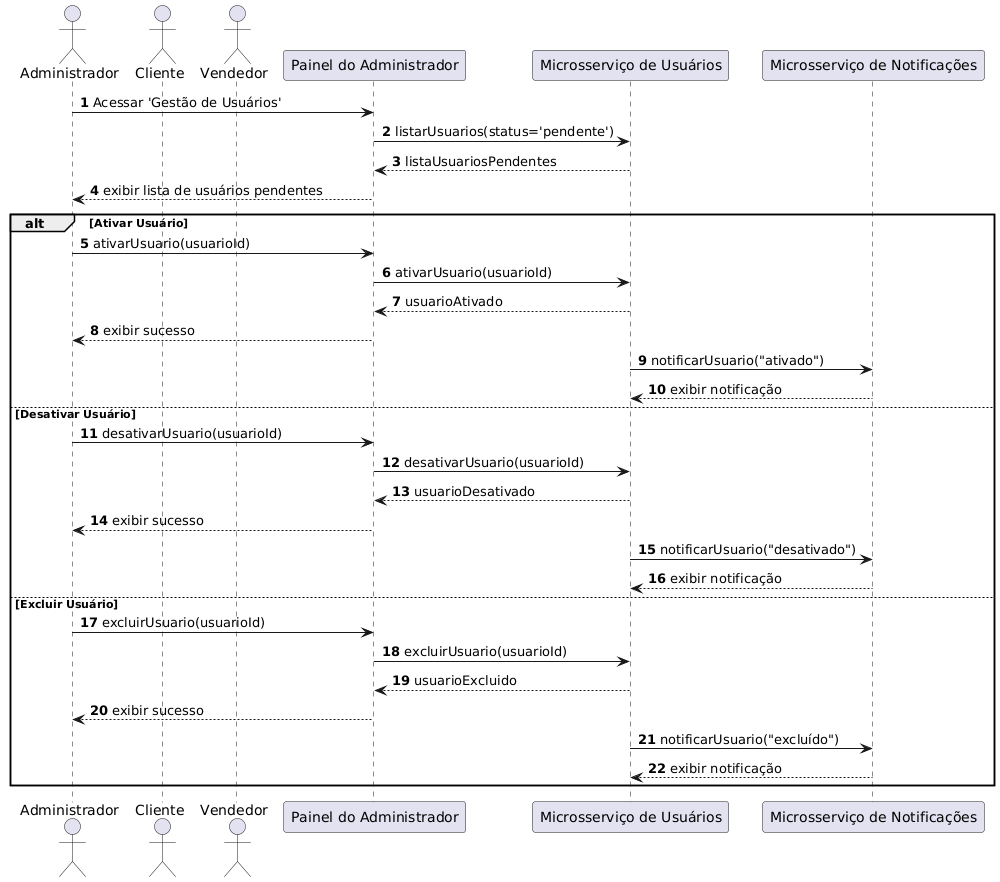 Administrador
Cliente
Vendedor
Painel do Administrador
Microsserviço de Usuários
Microsserviço de Notificações
1 Acessar 'Gestão de Usuários'
2 listarUsuarios(status='pendente')
3 listaUsuariosPendentes
4 exibir lista de usuários pendentes
alt [Ativar Usuário]
5 ativarUsuario(usuarioId)
6 ativarUsuario(usuarioId)
7 usuarioAtivado
8 exibir sucesso
9 notificarUsuario("ativado")
10 exibir notificação
[Desativar Usuário]
11 desativarUsuario(usuarioId)
12 desativarUsuario(usuarioId)
13 usuarioDesativado
14 exibir sucesso
15 notificarUsuario("desativado")
16 exibir notificação
[Excluir Usuário]
17 excluirUsuario(usuarioId)
18 excluirUsuario(usuarioId)
19 usuarioExcluido
20 exibir sucesso
21 notificarUsuario("excluído")
22 exibir notificação
Administrador
Cliente
Vendedor
Painel do Administrador
Microsserviço de Usuários
Microsserviço de Notificações